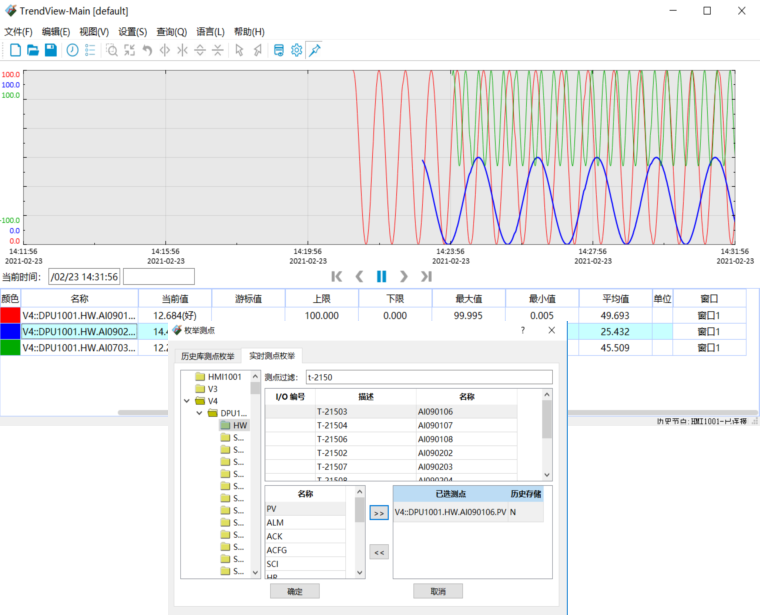 TrendView-Main [default]
文件(F) 编辑(E) 视图(V) 设置(S) 查询(Q) 语言(L) 帮助(H)
100.0
100.0
100.0
-100.0
0.0
0.0
14:11:56 14:15:56 14:19:56 14:23:56 14:27:56 14:31:56
2021-02-23 2021-02-23 2021-02-23 2021-02-23 2021-02-23 2021-02-23
当前时间: /02/23 14:31:56
颜色 名称 当前值 游标值 上限 下限 最大值 最小值 平均值 单位 窗口
V4::DPU1001.HW.AI0901... 12.684(好) 100.000 0.000 99.995 0.005 49.693 窗口1
V4::DPU1001.HW.AI0902... 14.4 25.432 窗口1
V4::DPU1001.HW.AI0703... 12.2 45.509 窗口1
历史节点:HMI1001-已连接
枚举测点
? ×
历史库测点枚举 实时测点枚举
HMI1001
V3
V4
DPU1...
HW
S...
S...
S...
S...
S...
S...
S...
S...
S...
S...
S...
S...
测点过滤: t-2150
I/O 编号 描述 名称
T-21503 AI090106
T-21504 AI090107
T-21506 AI090108
T-21502 AI090202
T-21507 AI090203
T-21508 AI090204
名称
PV
ALM
ACK
ACFG
SCI
HR
>>
<<
已选测点 历史存储
V4::DPU1001.HW.AI090106.PV N
确定 取消